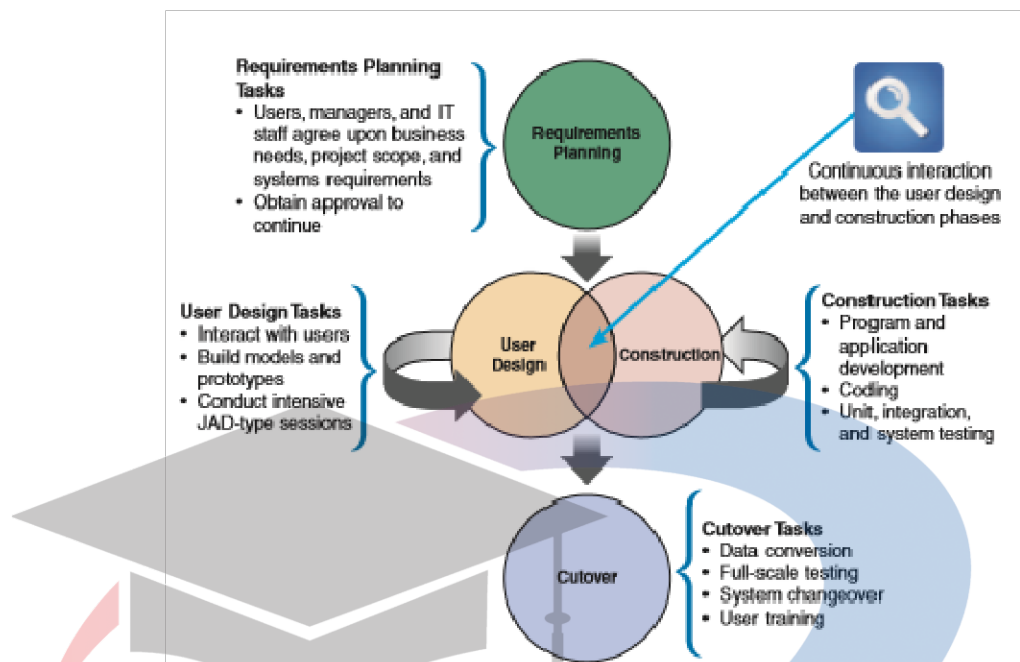 Requirements Planning
Tasks
• Users, managers, and IT
staff agree upon business
needs, project scope, and
systems requirements
• Obtain approval to
continue
Requirements
Planning
Continuous interaction
between the user design
and construction phases
User Design Tasks
• Interact with users
• Build models and
prototypes
• Conduct intensive
JAD-type sessions
User
Design
Construction
Construction Tasks
• Program and
application
development
• Coding
• Unit, integration,
and system testing
Cutover
Cutover Tasks
• Data conversion
• Full-scale testing
• System changeover
• User training